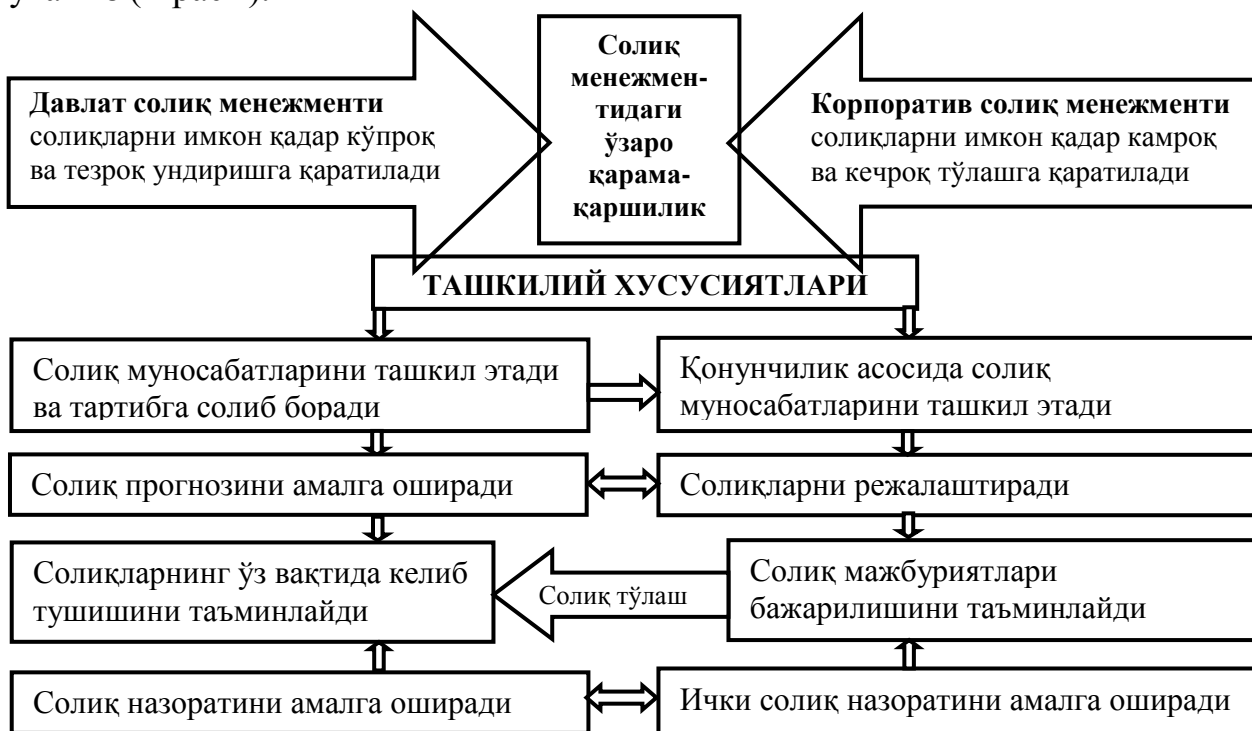 Давлат солиқ менежменти
солиқларни имкон қадар кўпроқ
ва тезроқ ундиришга қаратилади
Солиқ
менежмен-
тидаги
ўзаро
қарама-
қаршилик
Корпоратив солиқ менежменти
солиқларни имкон қадар камроқ
ва кечроқ тўлашга қаратилади
ТАШКИЛИЙ ХУСУСИЯТЛАРИ
Солиқ муносабатларини ташкил этади
ва тартибга солиб боради
Қонунчилик асосида солиқ
муносабатларини ташкил этади
Солиқ прогнозини амалга оширади
Солиқларни режалаштиради
Солиқларнинг ўз вақтида келиб
тушишини таъминлайди
Солиқ тўлаш
Солиқ мажбуриятлари
бажарилишини таъминлайди
Солиқ назоратини амалга оширади
Ички солиқ назоратини амалга оширади